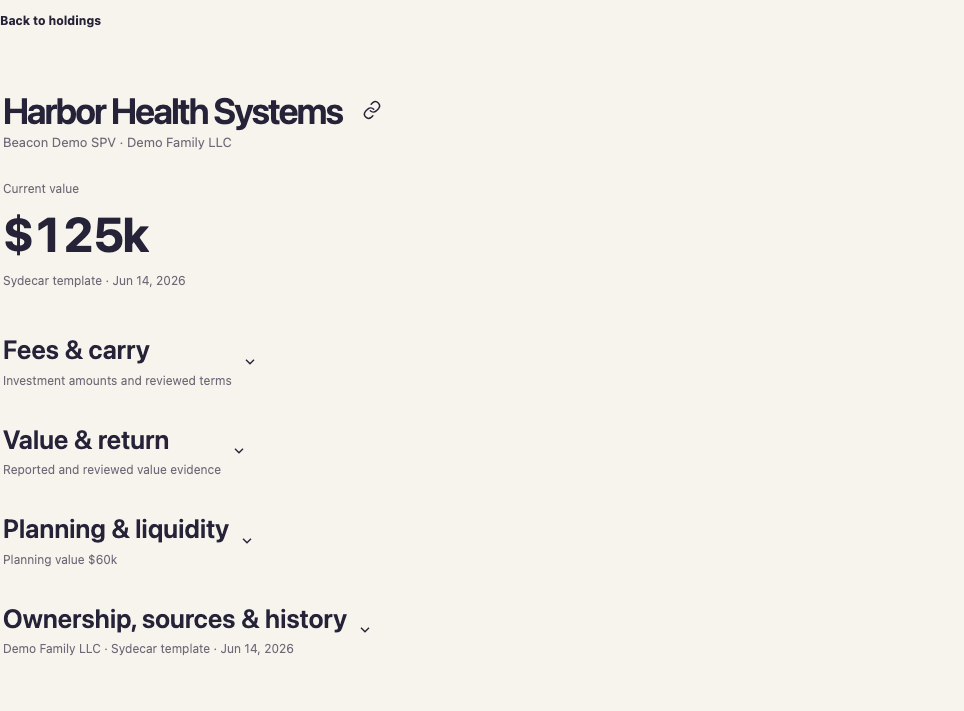 Back to holdings
Harbor Health Systems
Beacon Demo SPV · Demo Family LLC
Current value
$125k
Sydecar template · Jun 14, 2026
Fees & carry
Investment amounts and reviewed terms
Value & return
Reported and reviewed value evidence
Planning & liquidity
Planning value $60k
Ownership, sources & history
Demo Family LLC · Sydecar template · Jun 14, 2026